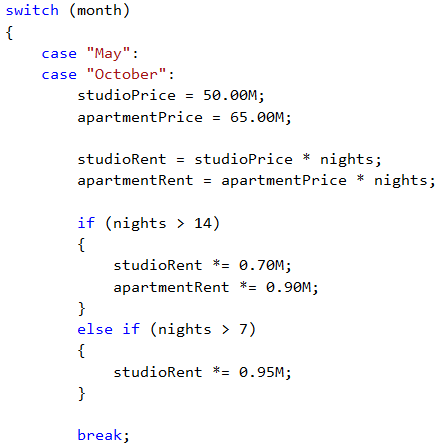 switch (month)
{
    case "May":
    case "October":
        studioPrice = 50.00M;
        apartmentPrice = 65.00M;

        studioRent = studioPrice * nights;
        apartmentRent = apartmentPrice * nights;

        if (nights > 14)
        {
            studioRent *= 0.70M;
            apartmentRent *= 0.90M;
        }
        else if (nights > 7)
        {
            studioRent *= 0.95M;
        }

        break;